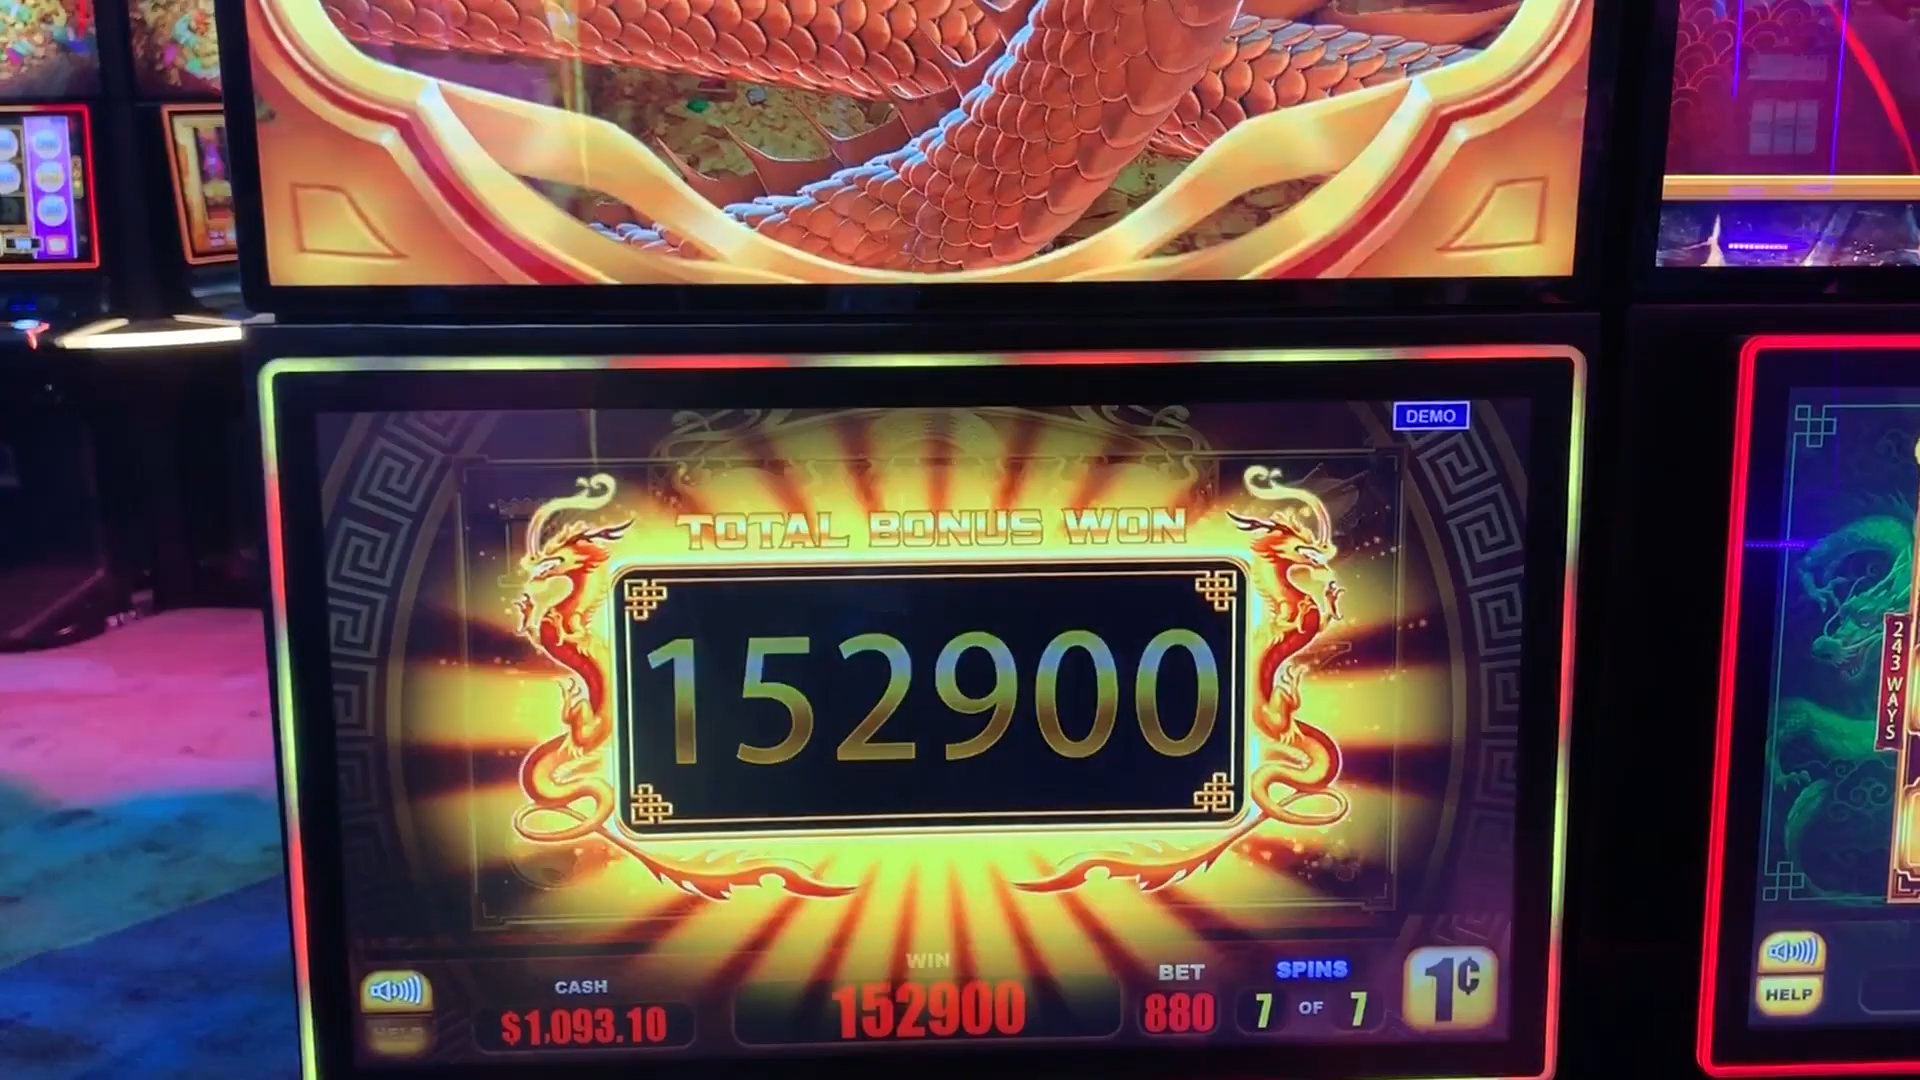 DEMO
TOTAL BONUS WON
152900
CASH
$1,093.10
WIN
152900
BET
880
SPINS
7 OF 7
1¢
HELP
243 WAYS
HELP